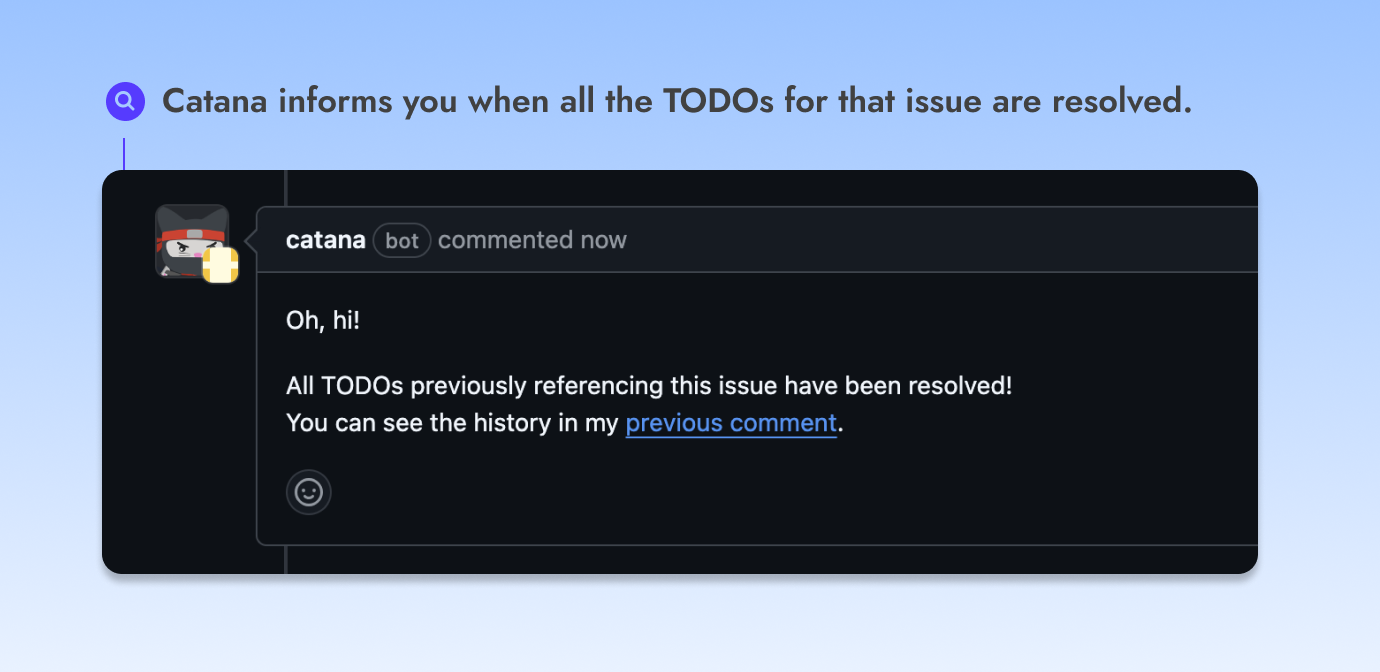 Catana informs you when all the TODOs for that issue are resolved.
catana bot commented now
Oh, hi!
All TODOs previously referencing this issue have been resolved!
You can see the history in my previous comment.